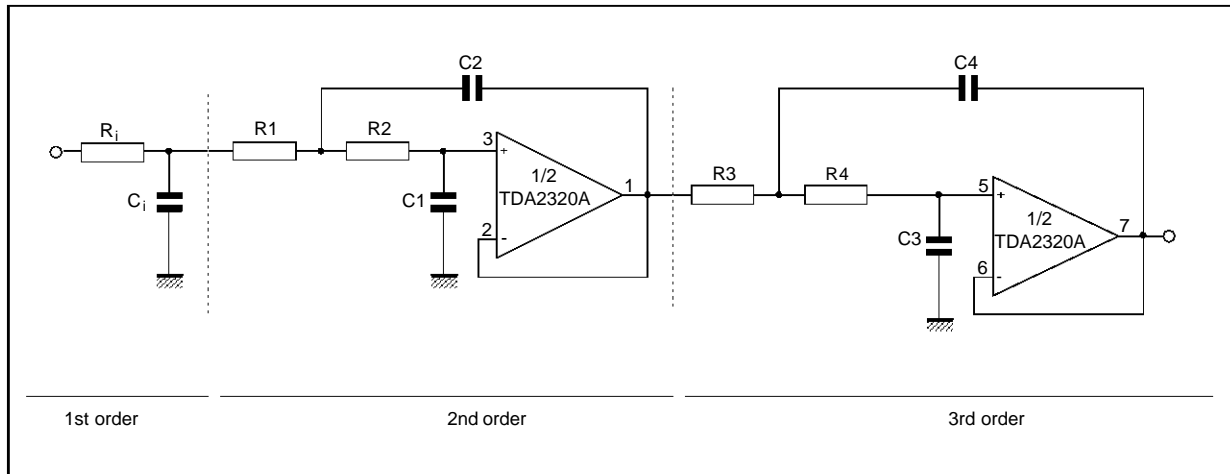 C2
C4
Ri
R1
R2
3
+
1/2
TDA2320A
1
2
-
Ci
C1
R3
R4
5
+
1/2
TDA2320A
7
6
-
C3
1st order
2nd order
3rd order